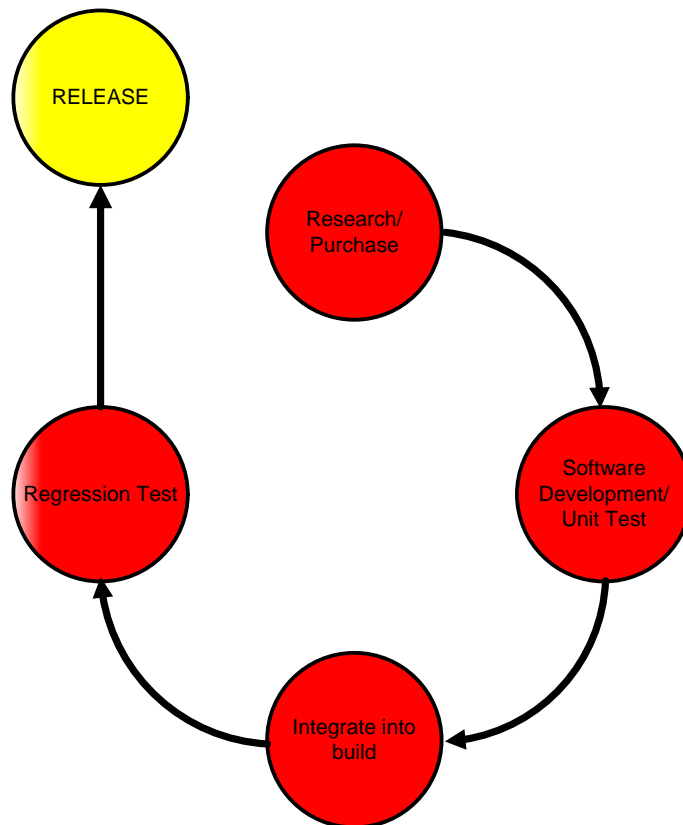 RELEASE
Research/
Purchase
Software
Development/
Unit Test
Regression Test
Integrate into
build